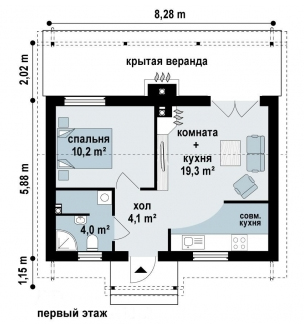 8,28 m
2,02 m
крытая веранда
спальня
10,2 m²
комната
+
кухня
19,3 m²
5,88 m
хол
4,1 m²
4,0 m²
совм.
кухня
1,15 m
первый этаж